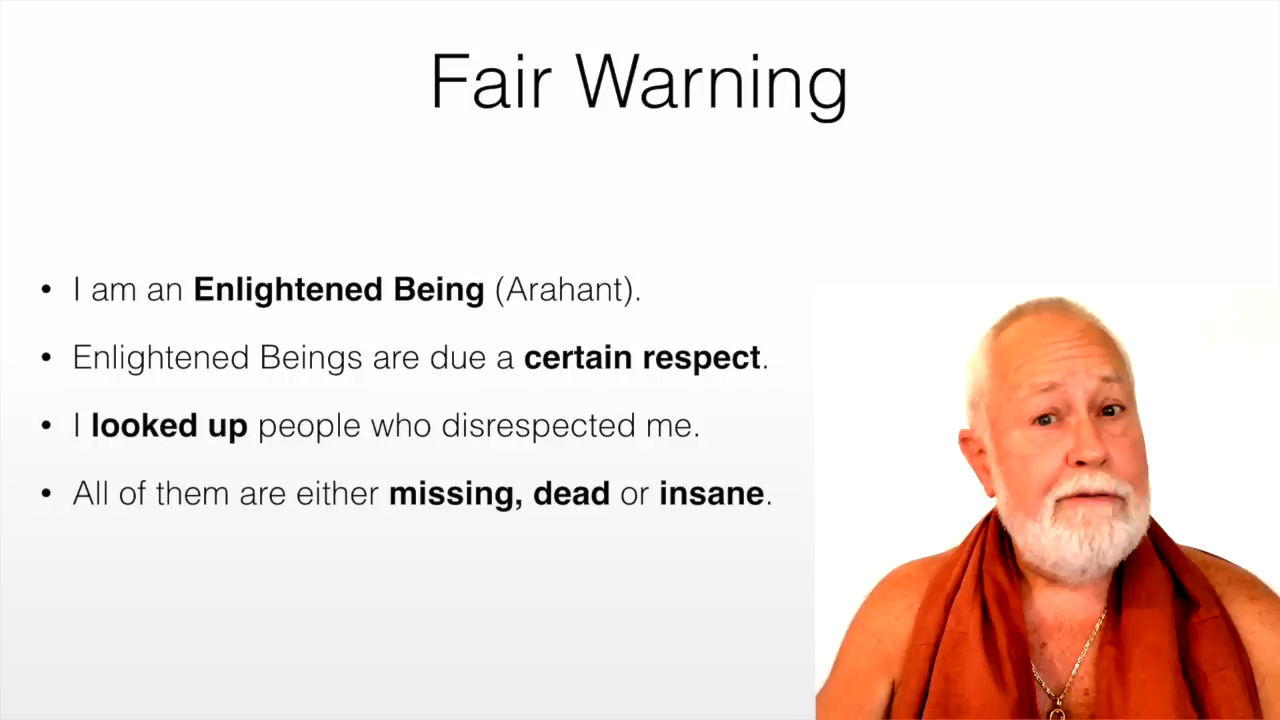 Fair Warning
• I am an Enlightened Being (Arahant).
• Enlightened Beings are due a certain respect.
• I looked up people who disrespected me.
• All of them are either missing, dead or insane.